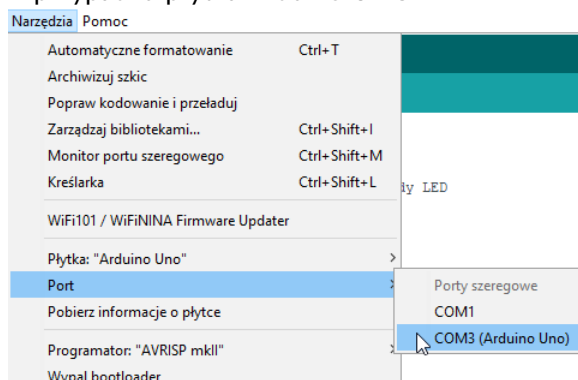 Narzędzia Pomoc
Automatyczne formatowanie Ctrl+T
Archiwizuj szkic
Popraw kodowanie i przeładuj
Zarządzaj bibliotekami... Ctrl+Shift+I
Monitor portu szeregowego Ctrl+Shift+M
Kreślarka Ctrl+Shift+L
dy LED
WiFi101 / WiFiNINA Firmware Updater
Płytka: "Arduino Uno"
Port
Porty szeregowe
Pobierz informacje o płytce
COM1
COM3 (Arduino Uno)
Programator: "AVRISP mkII"
Wypal bootloader